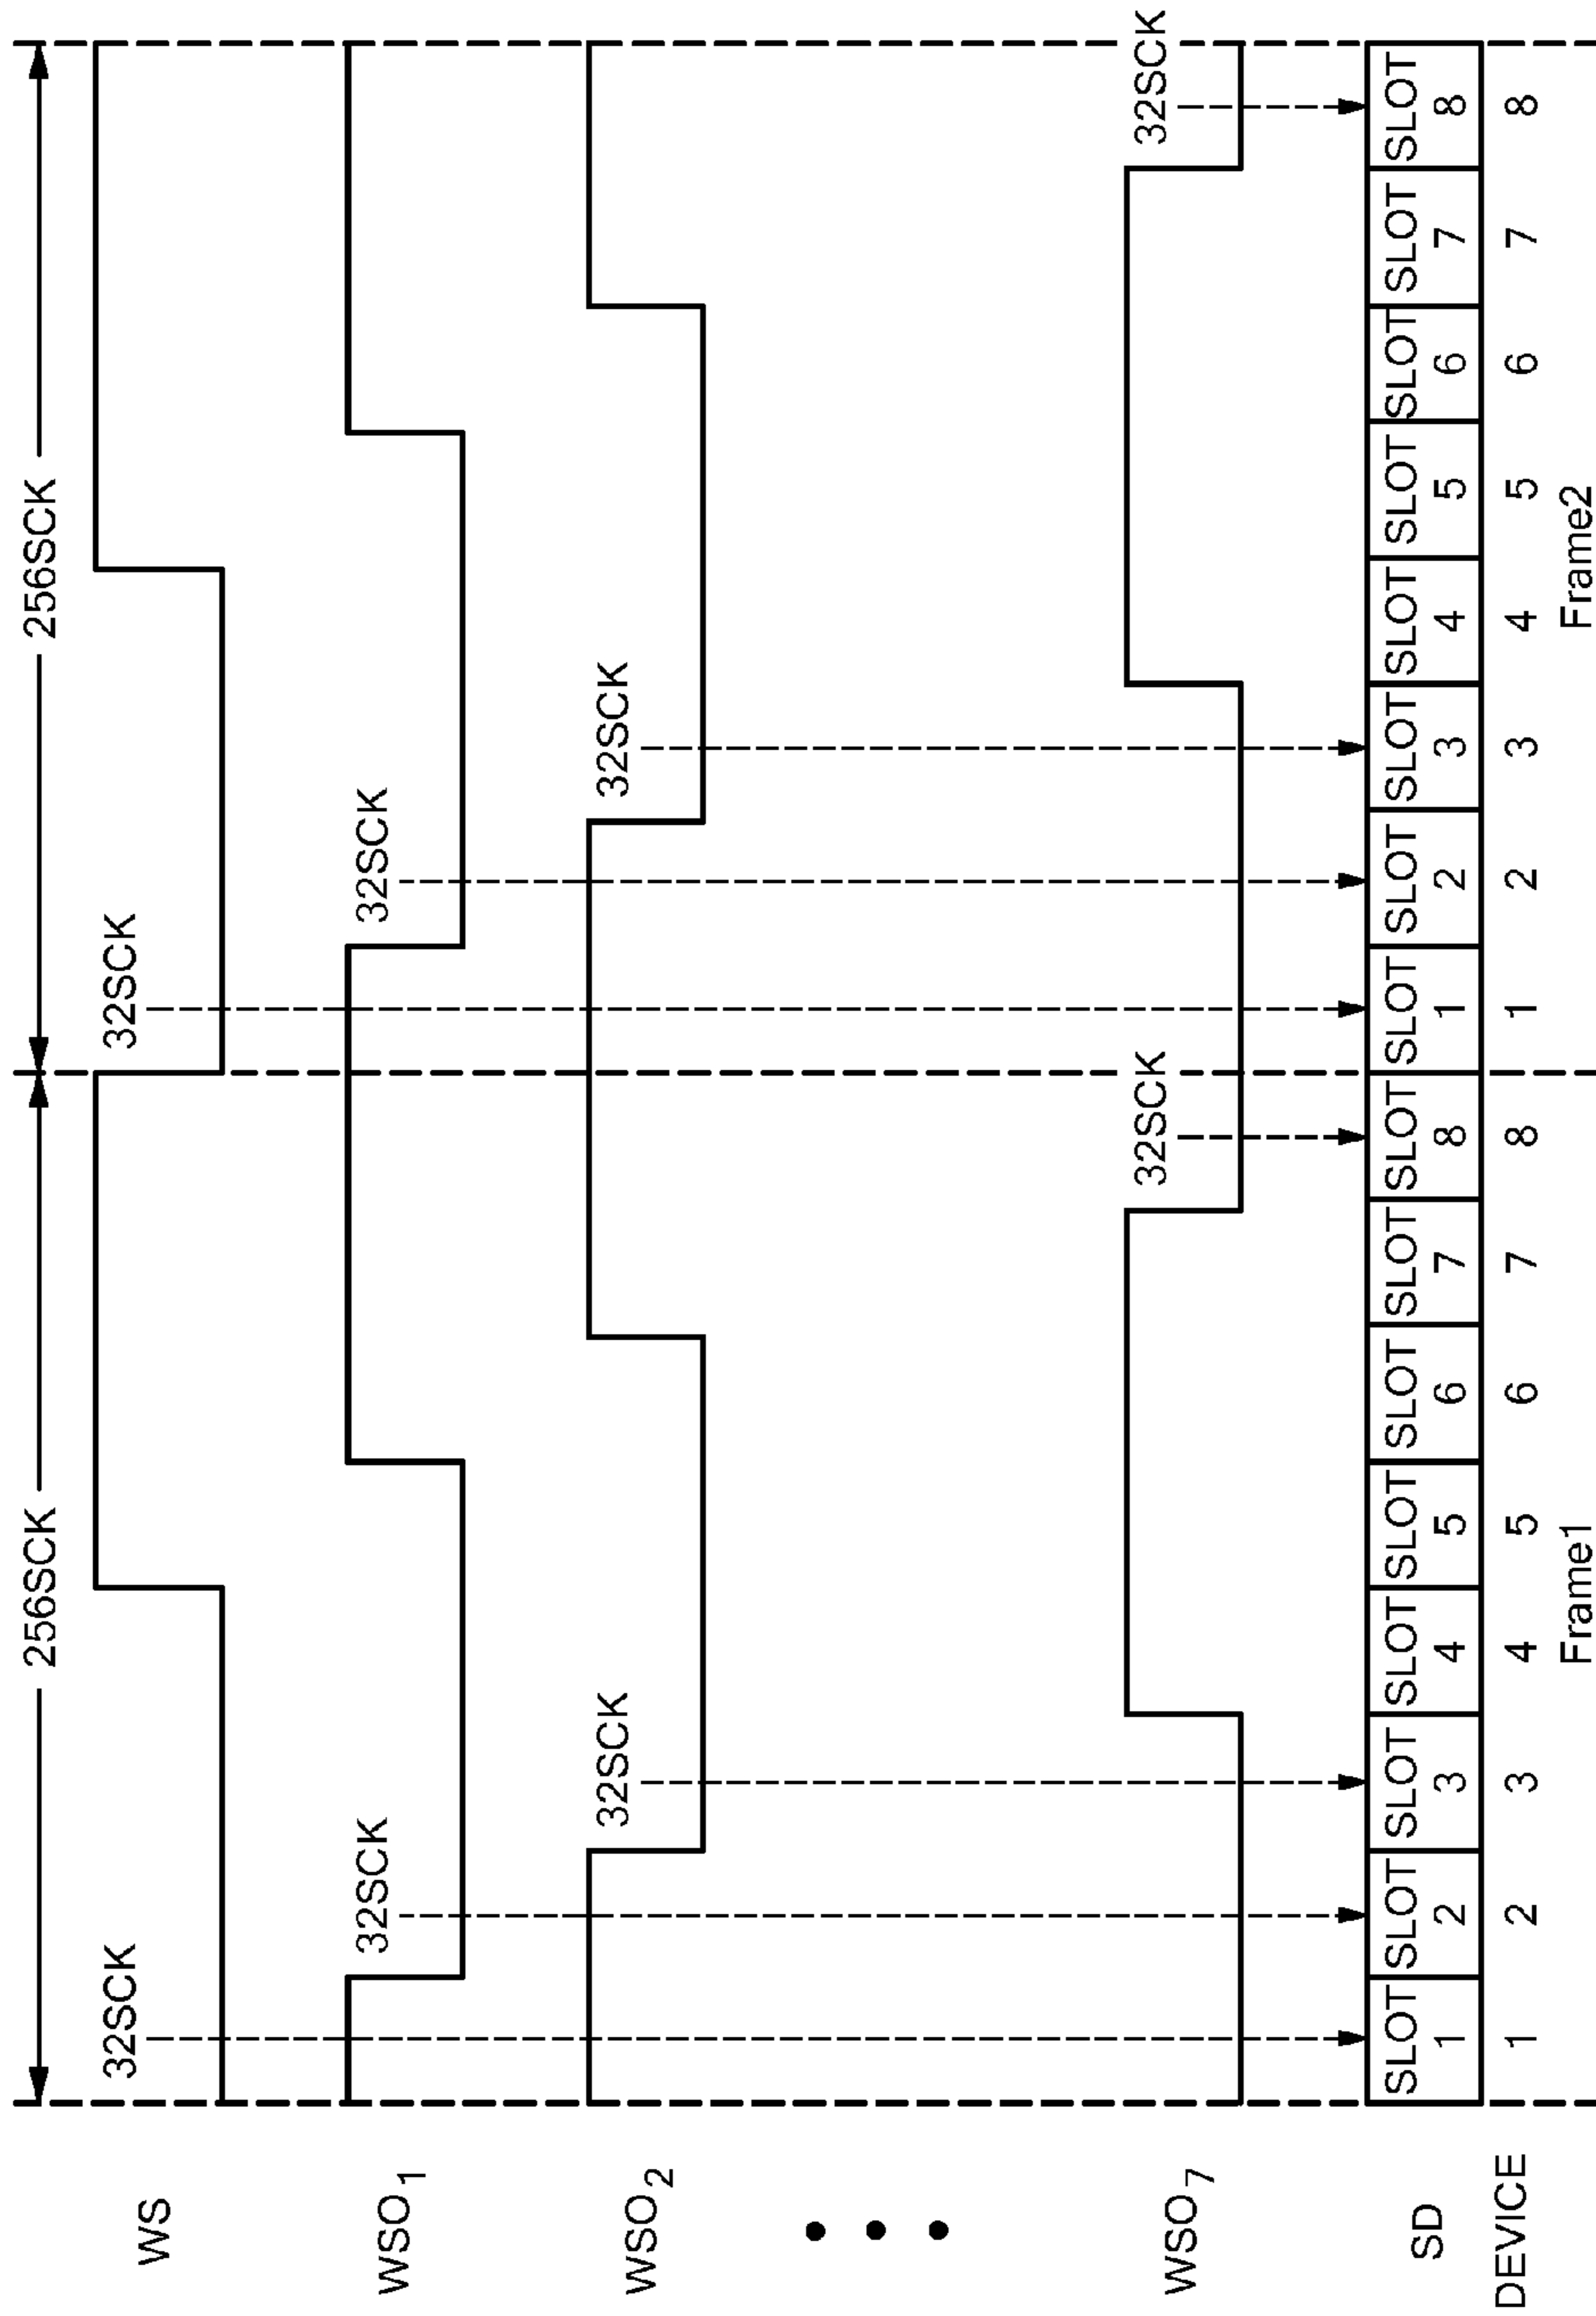 256SCK 256SCK
WS 32SCK 32SCK
WSO1 32SCK 32SCK
WSO2 32SCK 32SCK
WSO7 32SCK 32SCK
SD SLOT 1 SLOT 2 SLOT 3 SLOT 4 SLOT 5 SLOT 6 SLOT 7 SLOT 8 SLOT 1 SLOT 2 SLOT 3 SLOT 4 SLOT 5 SLOT 6 SLOT 7 SLOT 8
DEVICE 1 2 3 4 5 6 7 8 1 2 3 4 5 6 7 8
Frame1 Frame2